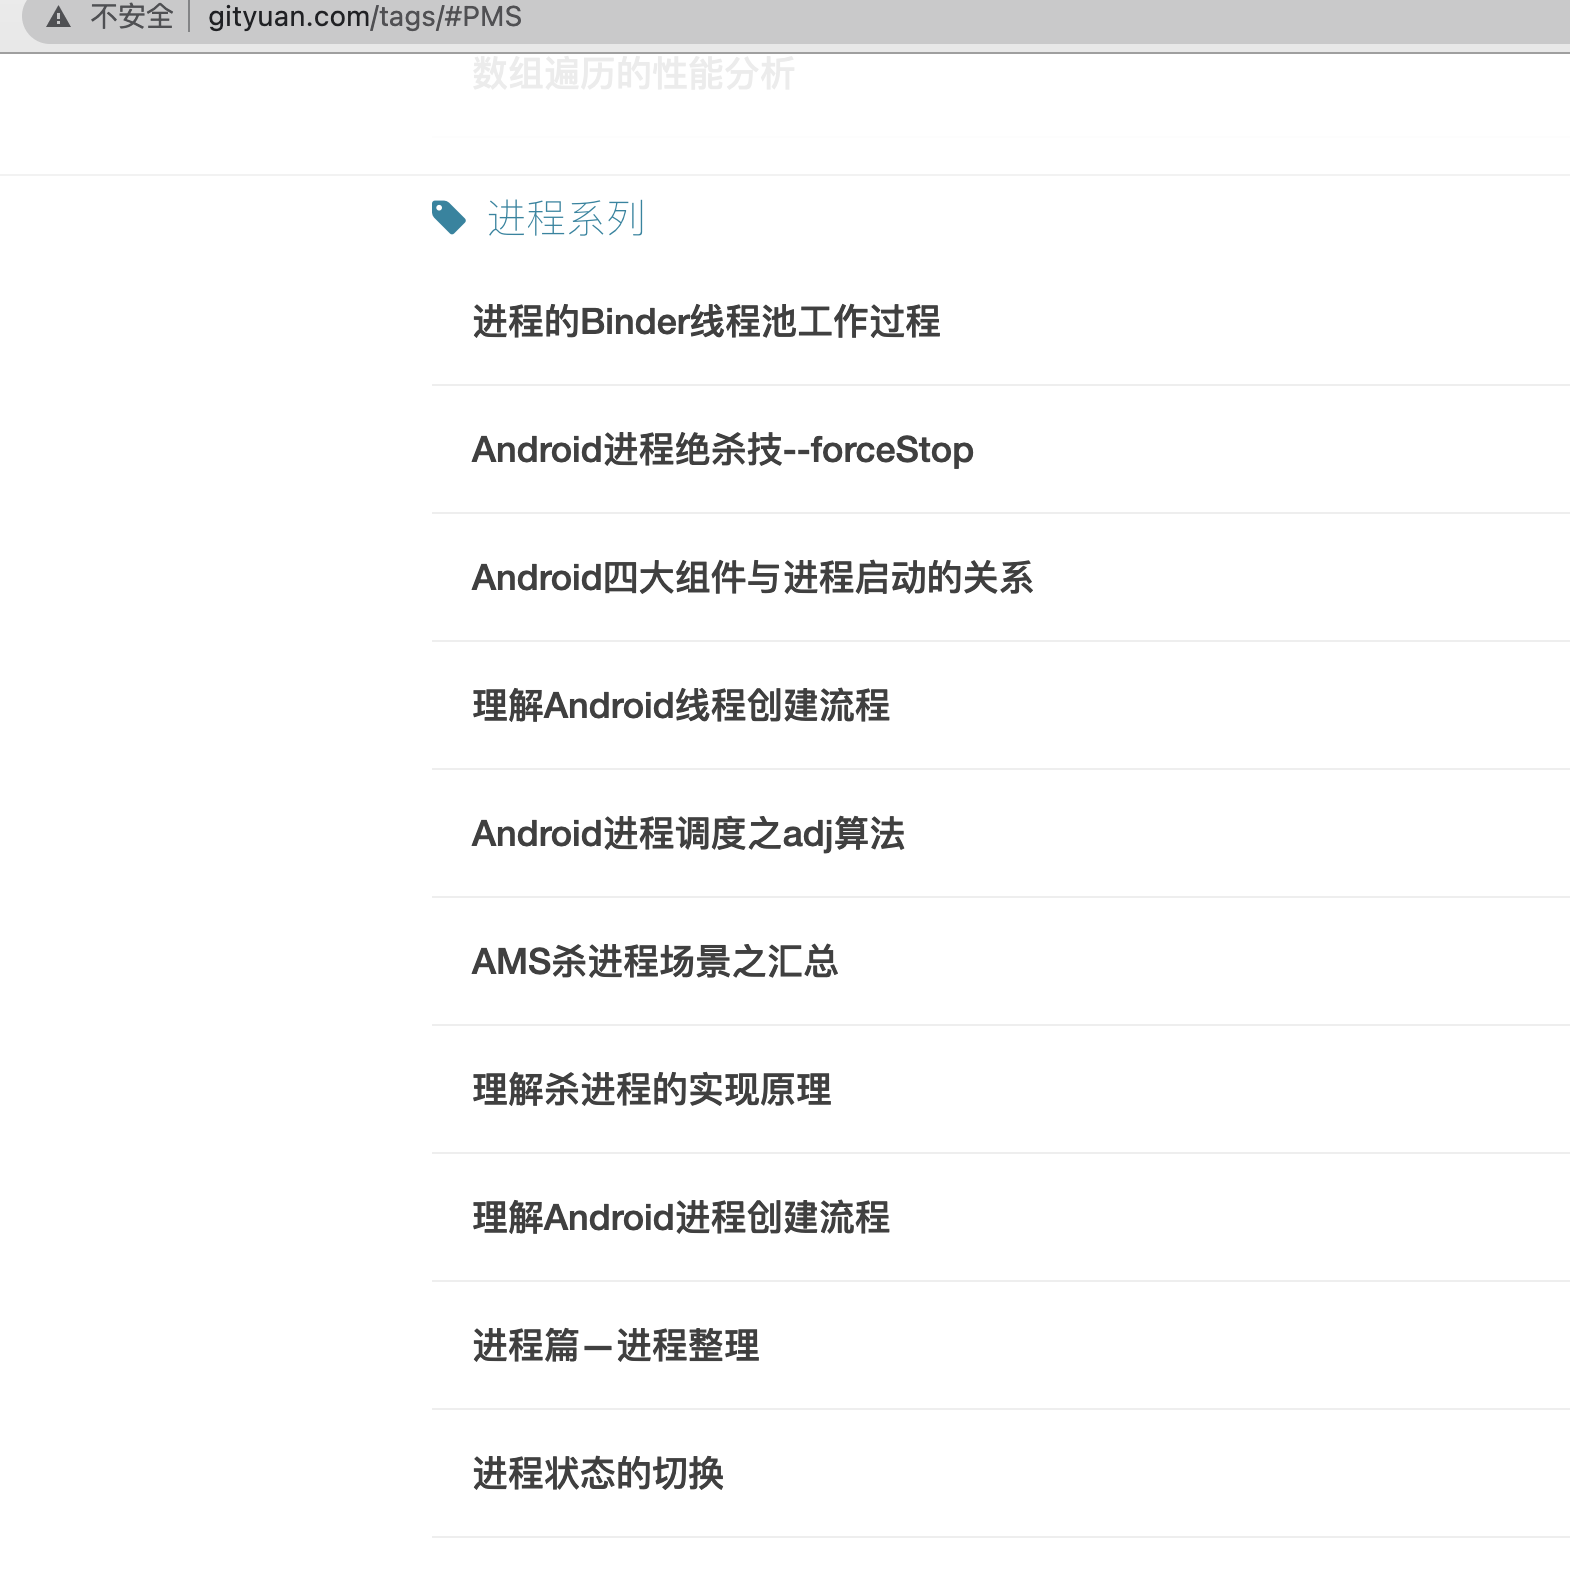 不安全 gityuan.com/tags/#PMS
数组遍历的性能分析
进程系列
进程的Binder线程池工作过程
Android进程绝杀技--forceStop
Android四大组件与进程启动的关系
理解Android线程创建流程
Android进程调度之adj算法
AMS杀进程场景之汇总
理解杀进程的实现原理
理解Android进程创建流程
进程篇—进程整理
进程状态的切换